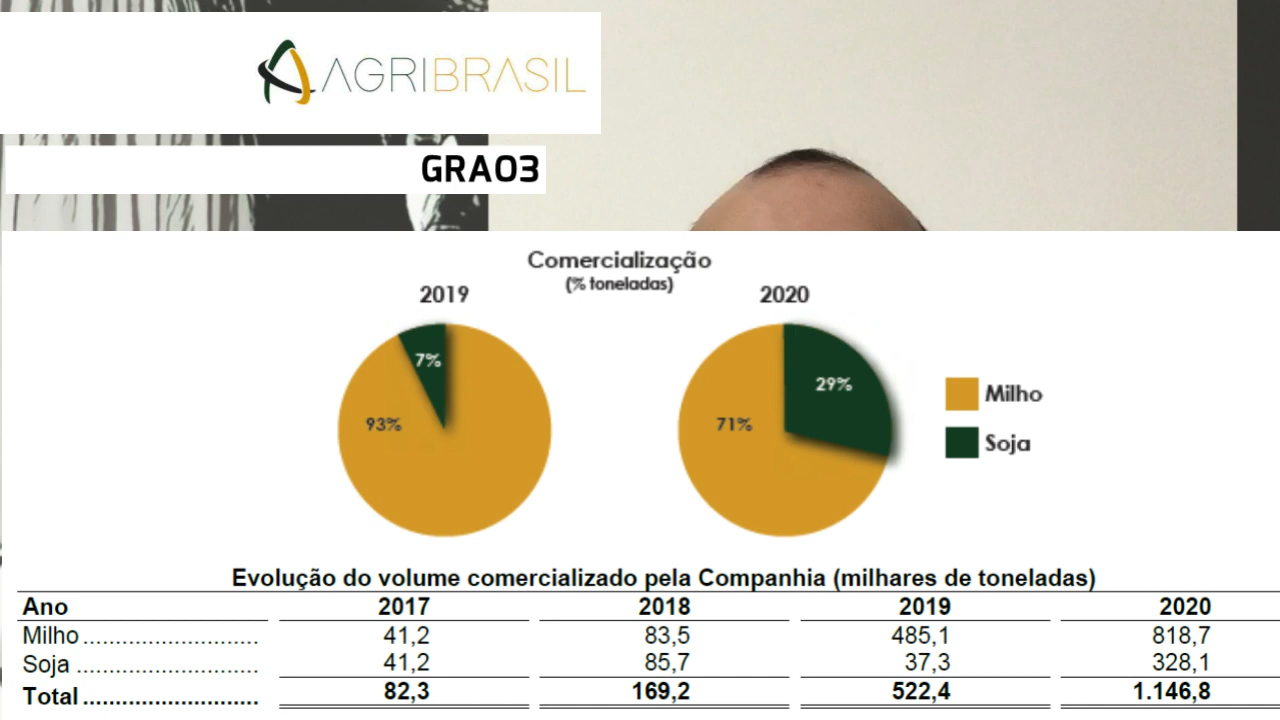 AGRIBRASIL
GRAO3
Comercialização
(% toneladas)
2019 2020
7%
93%
29%
71%
Milho
Soja
Evolução do volume comercializado pela Companhia (milhares de toneladas)
Ano 2017 2018 2019 2020
Milho ........................... 41,2 83,5 485,1 818,7
Soja ............................ 41,2 85,7 37,3 328,1
Total ........................... 82,3 169,2 522,4 1.146,8